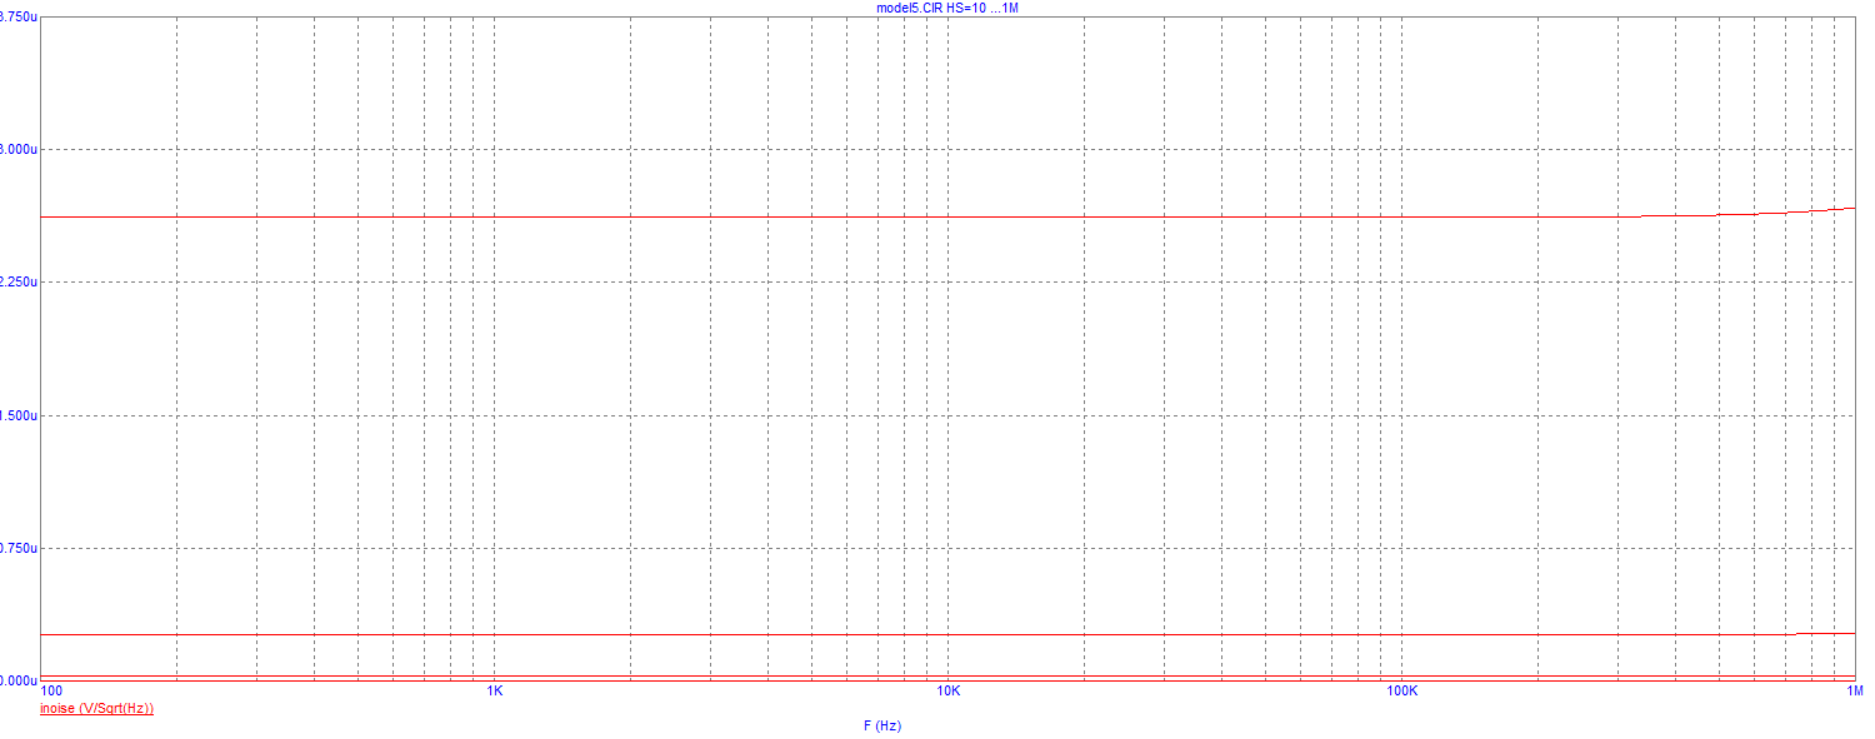 model5.CIR HS=10 ...1M
3.750u
3.000u
2.250u
1.500u
0.750u
0.000u
100 1K 10K 100K 1M
inoise (V/Sqrt(Hz))
F (Hz)